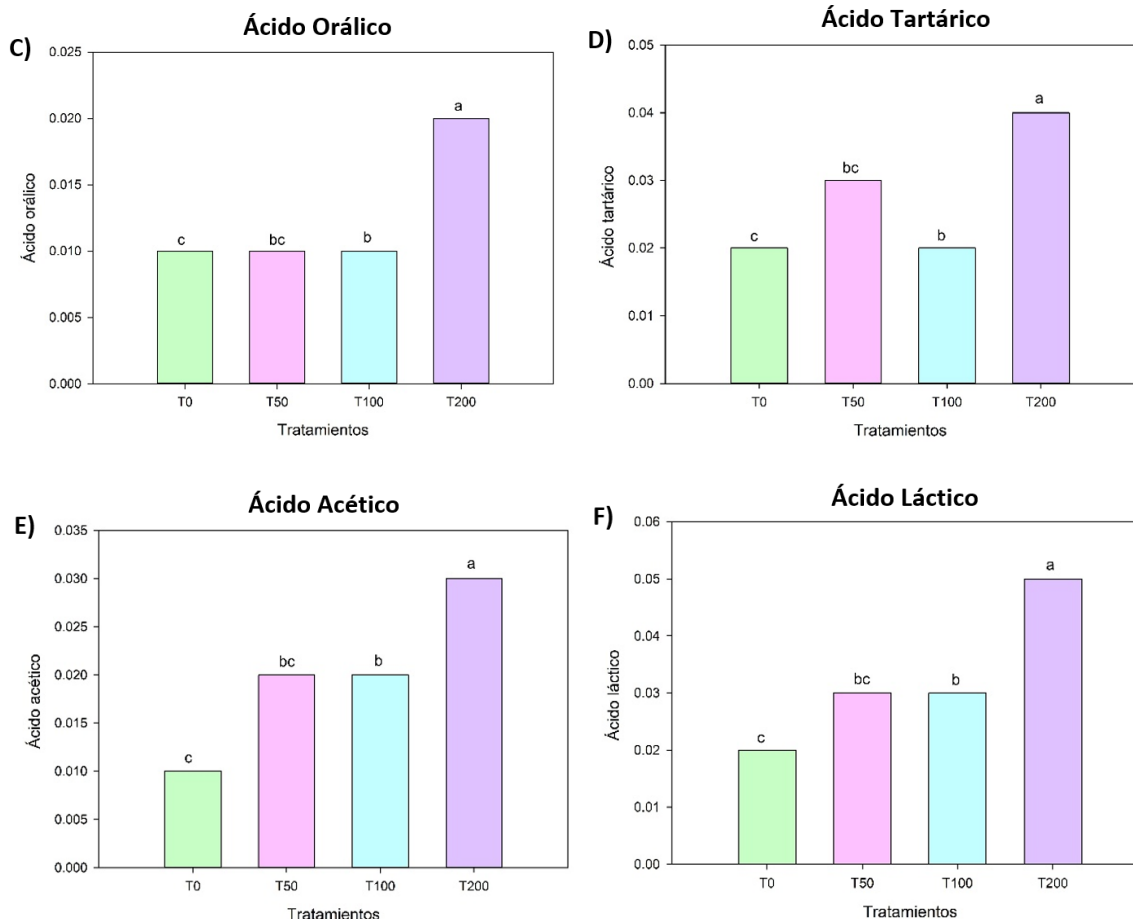 C)
Ácido Orálico
0.025
0.020
0.015
0.010
0.005
0.000
Ácido orálico
c
bc
b
a
T0
T50
T100
T200
Tratamientos
D)
Ácido Tartárico
0.05
0.04
0.03
0.02
0.01
0.00
Ácido tartárico
c
bc
b
a
T0
T50
T100
T200
Tratamientos
E)
Ácido Acético
0.035
0.030
0.025
0.020
0.015
0.010
0.005
0.000
Ácido acético
c
bc
b
a
T0
T50
T100
T200
Tratamientos
F)
Ácido Láctico
0.06
0.05
0.04
0.03
0.02
0.01
0.00
Ácido láctico
c
bc
b
a
T0
T50
T100
T200
Tratamientos